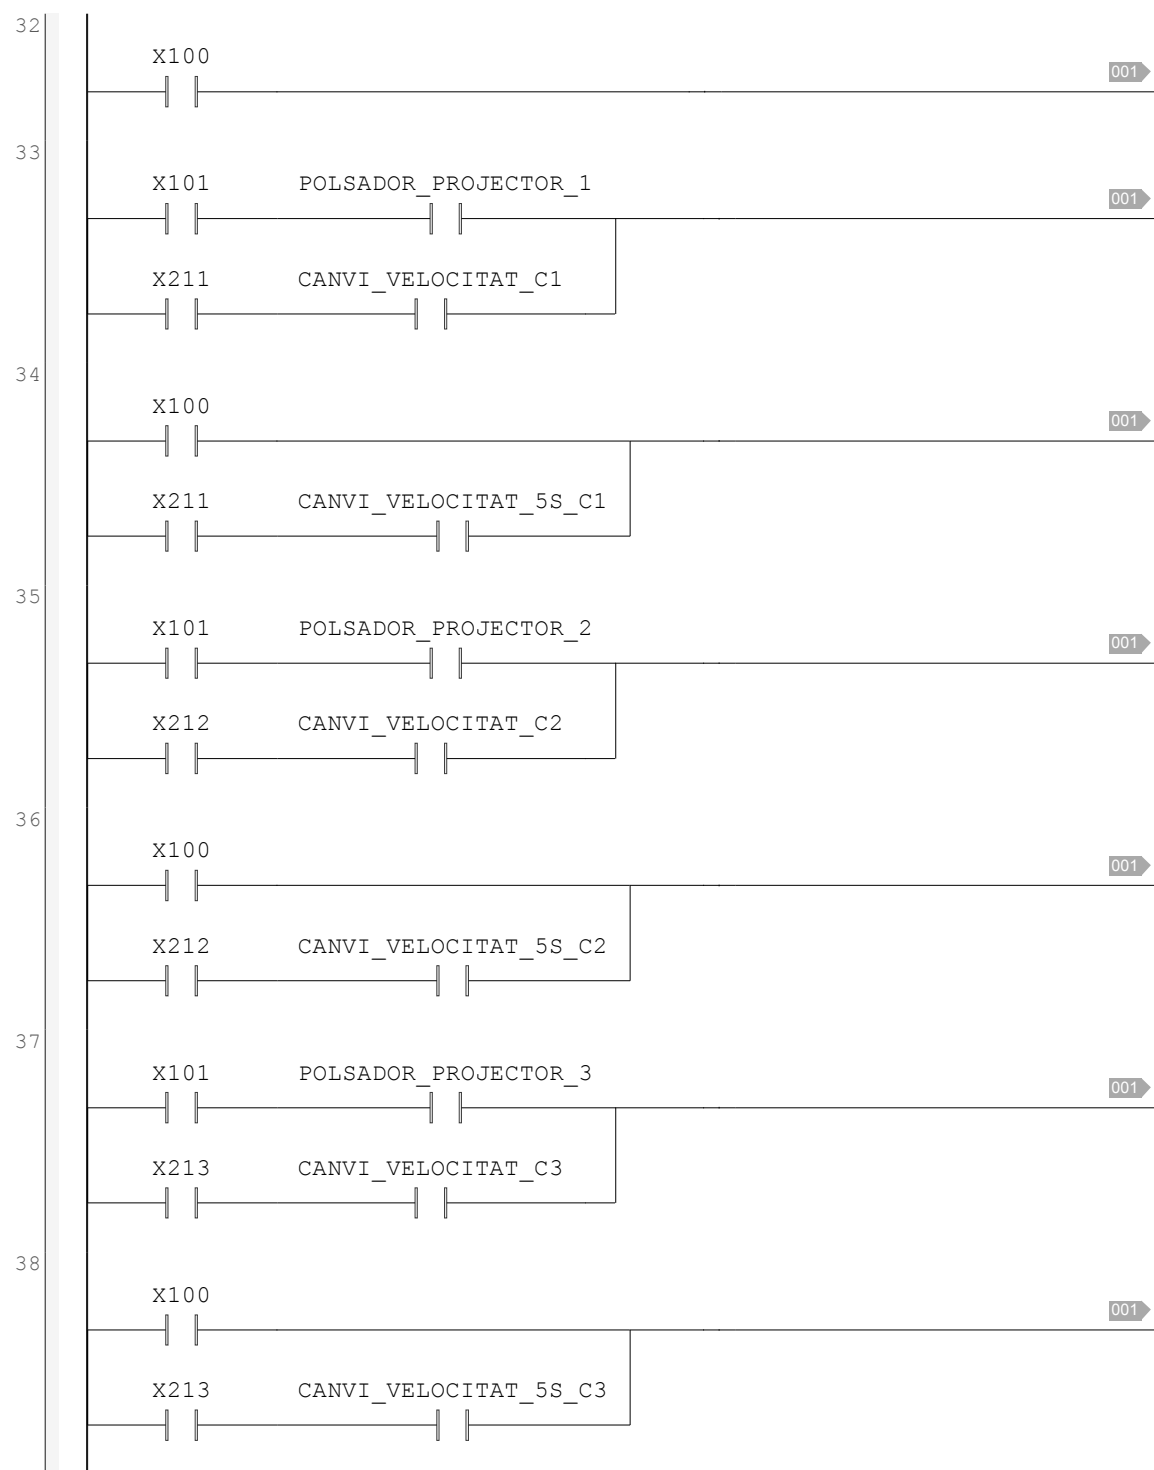 32
X100
001
33
X101 POLSADOR_PROJECTOR_1
001
X211 CANVI_VELOCITAT_C1
34
X100
001
X211 CANVI_VELOCITAT_5S_C1
35
X101 POLSADOR_PROJECTOR_2
001
X212 CANVI_VELOCITAT_C2
36
X100
001
X212 CANVI_VELOCITAT_5S_C2
37
X101 POLSADOR_PROJECTOR_3
001
X213 CANVI_VELOCITAT_C3
38
X100
001
X213 CANVI_VELOCITAT_5S_C3